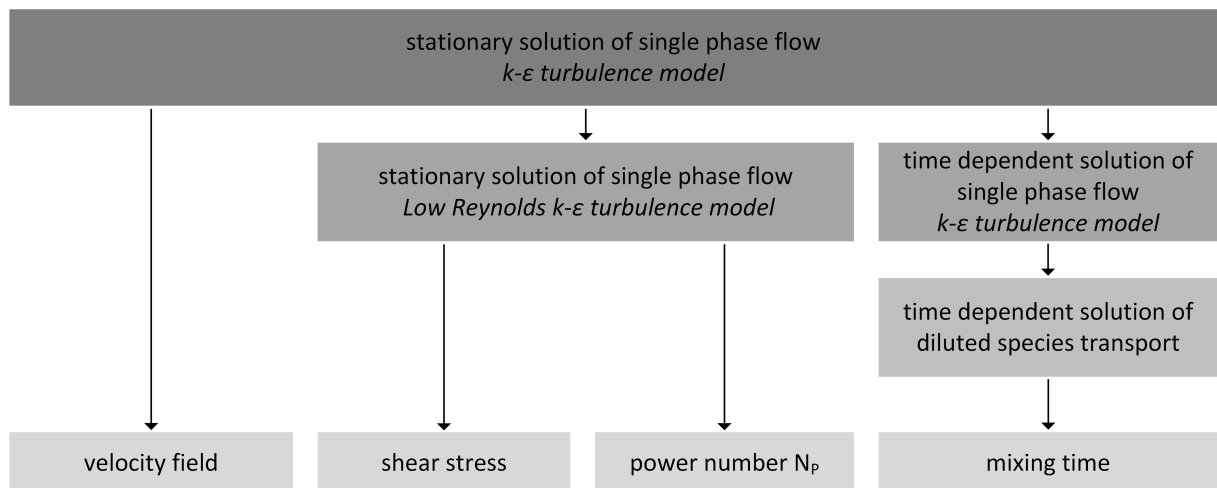 stationary solution of single phase flow
k-ε turbulence model
stationary solution of single phase flow
Low Reynolds k-ε turbulence model
time dependent solution of
single phase flow
k-ε turbulence model
time dependent solution of
diluted species transport
velocity field
shear stress
power number Nₚ
mixing time